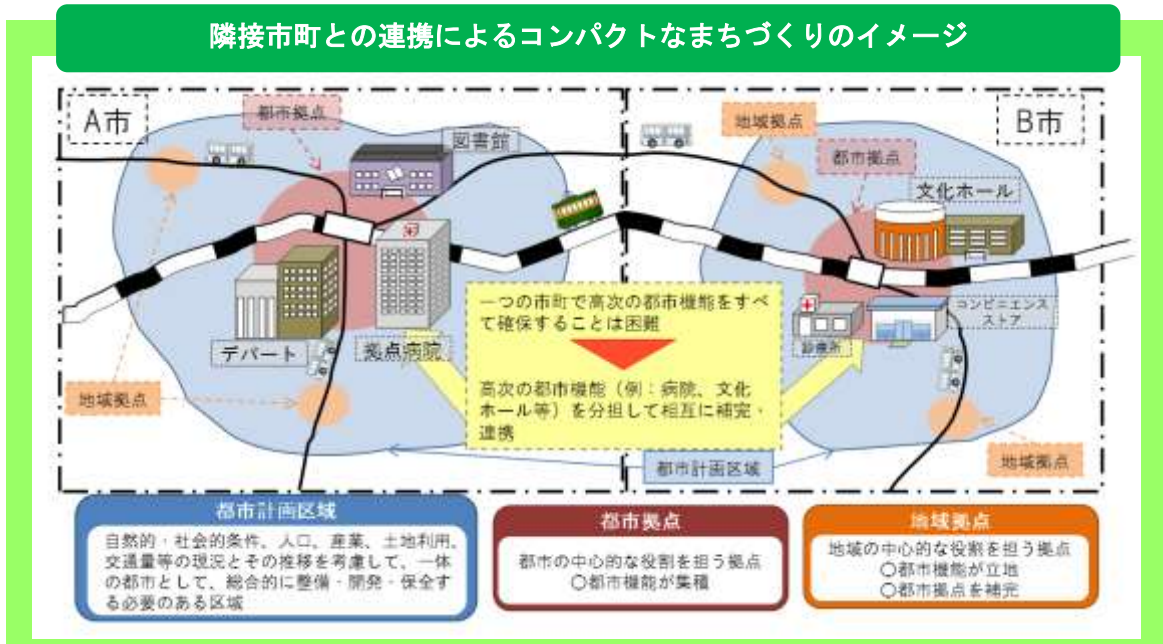 隣接市町との連携によるコンパクトなまちづくりのイメージ
A市
都市拠点
図書館
デパート
拠点病院
地域拠点
B市
地域拠点
都市拠点
文化ホール
コンビニエンス
ストア
診療所
地域拠点
一つの市町で高次の都市機能をすべ
て確保することは困難
高次の都市機能（例：病院、文化
ホール等）を分担して相互に補完・
連携
都市計画区域
都市計画区域
自然的・社会的条件、人口、産業、土地利用、
交通量等の現況とその推移を考慮して、一体
の都市として、総合的に整備・開発・保全す
る必要のある区域
都市拠点
都市の中心的な役割を担う拠点
○都市機能が集積
地域拠点
地域の中心的な役割を担う拠点
○都市機能が立地
○都市拠点を補完